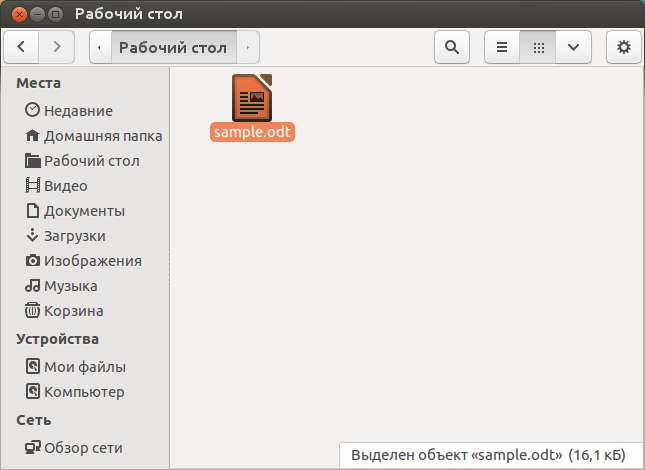 Рабочий стол
Рабочий стол
Места
Недавние
Домашняя папка
Рабочий стол
Видео
Документы
Загрузки
Изображения
Музыка
Корзина
Устройства
Мои файлы
Компьютер
Сеть
Обзор сети
sample.odt
Выделен объект «sample.odt» (16,1 кБ)